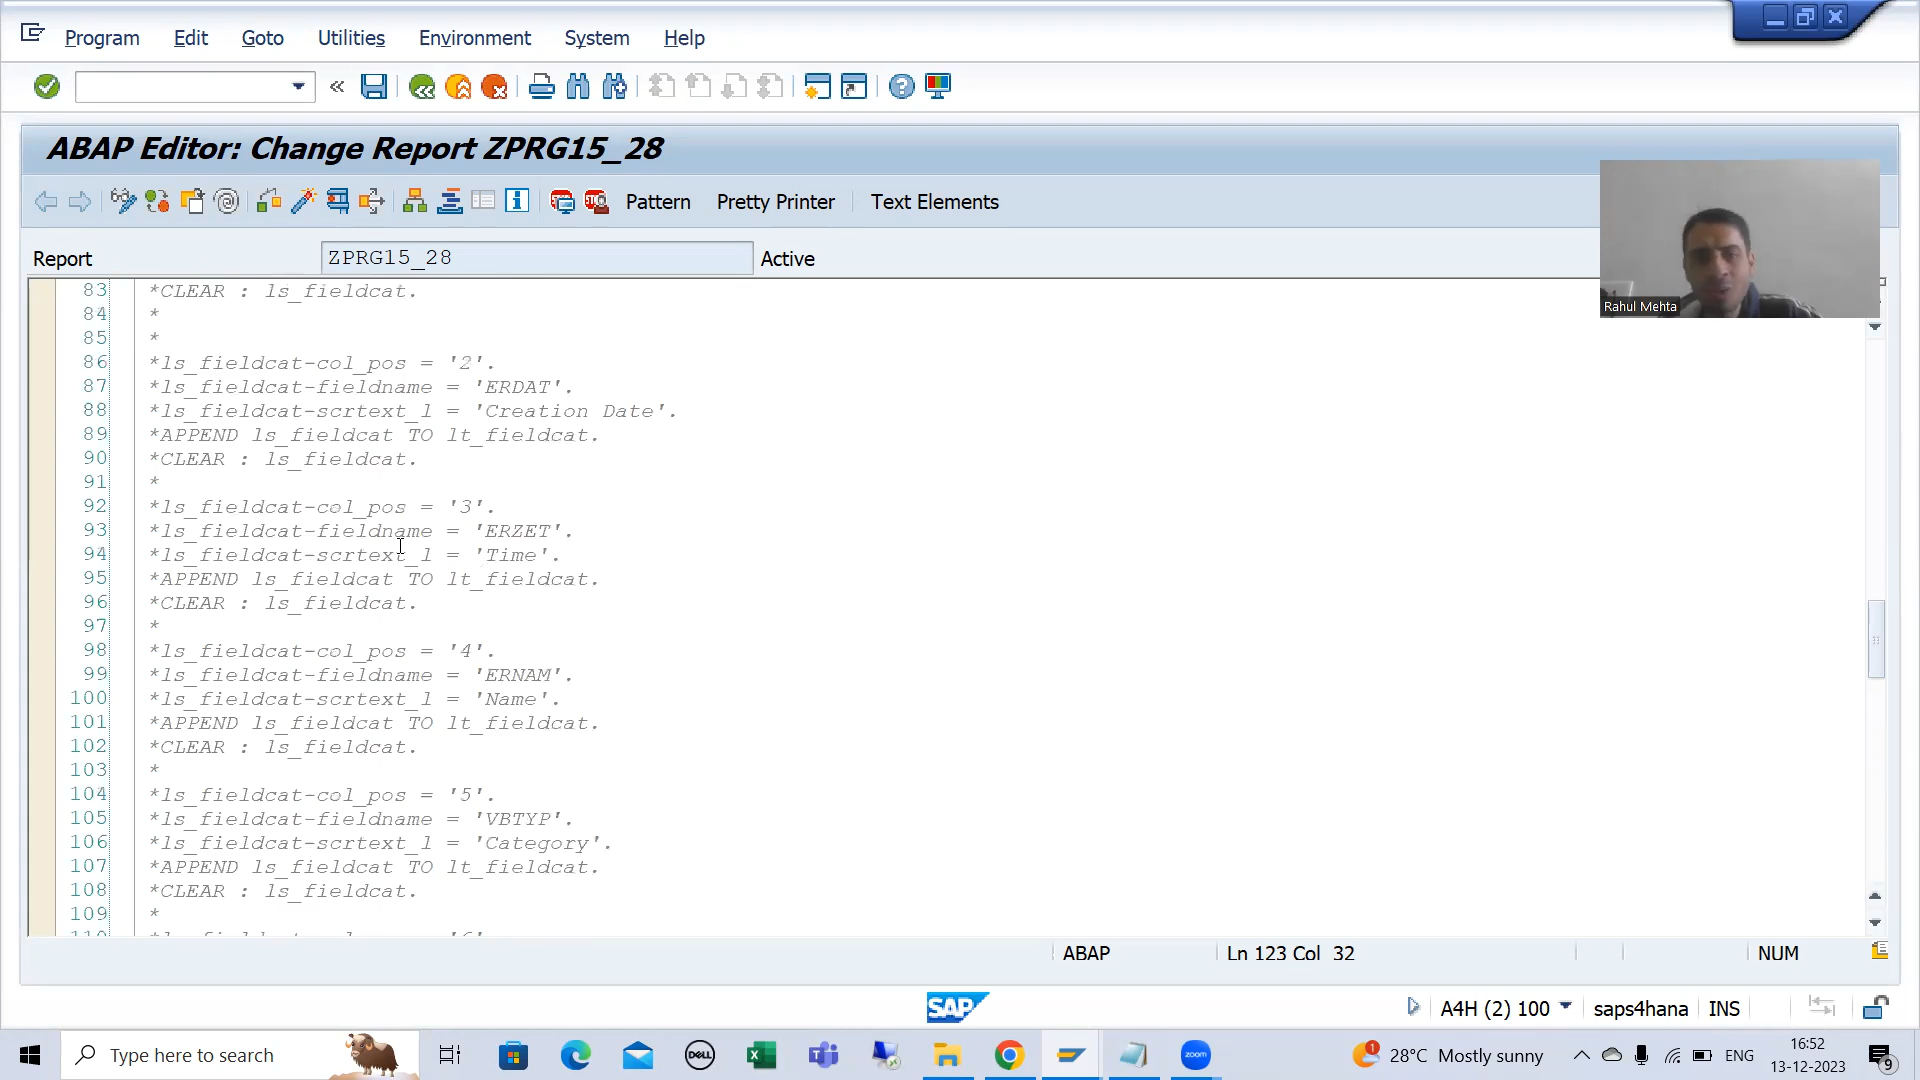 Program Edit Goto Utilities Environment System Help
ABAP Editor: Change Report ZPRG15_28
Pattern Pretty Printer Text Elements
Report ZPRG15_28 Active
Rahul Mehta
83 *CLEAR : ls_fieldcat.
84 *
85 *
86 *ls_fieldcat-col_pos = '2'.
87 *ls_fieldcat-fieldname = 'ERDAT'.
88 *ls_fieldcat-scrtext_l = 'Creation Date'.
89 *APPEND ls_fieldcat TO lt_fieldcat.
90 *CLEAR : ls_fieldcat.
91 *
92 *ls_fieldcat-col_pos = '3'.
93 *ls_fieldcat-fieldname = 'ERZET'.
94 *ls_fieldcat-scrtext_l = 'Time'.
95 *APPEND ls_fieldcat TO lt_fieldcat.
96 *CLEAR : ls_fieldcat.
97 *
98 *ls_fieldcat-col_pos = '4'.
99 *ls_fieldcat-fieldname = 'ERNAM'.
100 *ls_fieldcat-scrtext_l = 'Name'.
101 *APPEND ls_fieldcat TO lt_fieldcat.
102 *CLEAR : ls_fieldcat.
103 *
104 *ls_fieldcat-col_pos = '5'.
105 *ls_fieldcat-fieldname = 'VBTYP'.
106 *ls_fieldcat-scrtext_l = 'Category'.
107 *APPEND ls_fieldcat TO lt_fieldcat.
108 *CLEAR : ls_fieldcat.
109 *
ABAP Ln 123 Col 32 NUM
SAP A4H (2) 100 saps4hana INS
Type here to search DELL zoom 1 28°C Mostly sunny ENG 16:52
13-12-2023 9